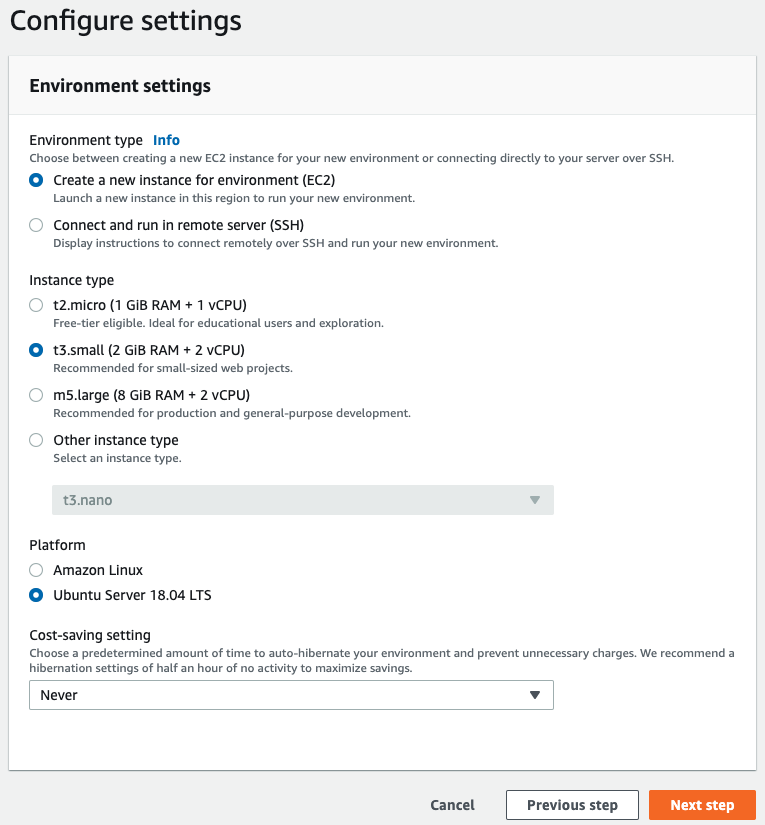 Configure settings
Environment settings
Environment type Info
Choose between creating a new EC2 instance for your new environment or connecting directly to your server over SSH.
Create a new instance for environment (EC2)
Launch a new instance in this region to run your new environment.
Connect and run in remote server (SSH)
Display instructions to connect remotely over SSH and run your new environment.
Instance type
t2.micro (1 GiB RAM + 1 vCPU)
Free-tier eligible. Ideal for educational users and exploration.
t3.small (2 GiB RAM + 2 vCPU)
Recommended for small-sized web projects.
m5.large (8 GiB RAM + 2 vCPU)
Recommended for production and general-purpose development.
Other instance type
Select an instance type.
t3.nano
Platform
Amazon Linux
Ubuntu Server 18.04 LTS
Cost-saving setting
Choose a predetermined amount of time to auto-hibernate your environment and prevent unnecessary charges. We recommend a
hibernation settings of half an hour of no activity to maximize savings.
Never
Cancel Previous step Next step